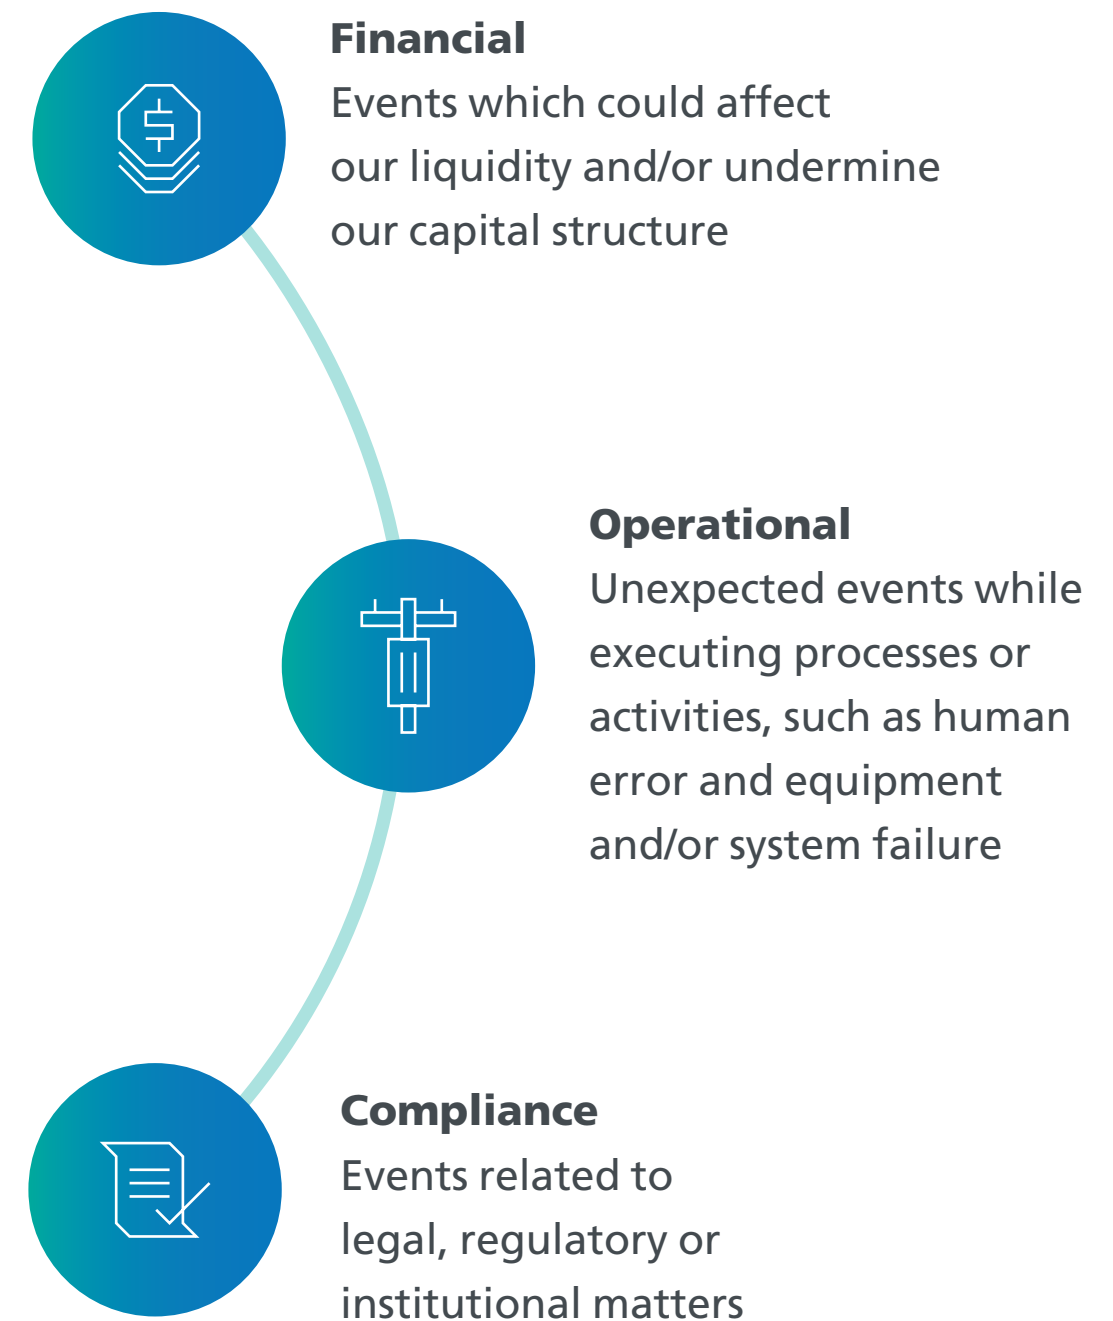 Financial
Events which could affect
our liquidity and/or undermine
our capital structure
Operational
Unexpected events while
executing processes or
activities, such as human
error and equipment
and/or system failure
Compliance
Events related to
legal, regulatory or
institutional matters